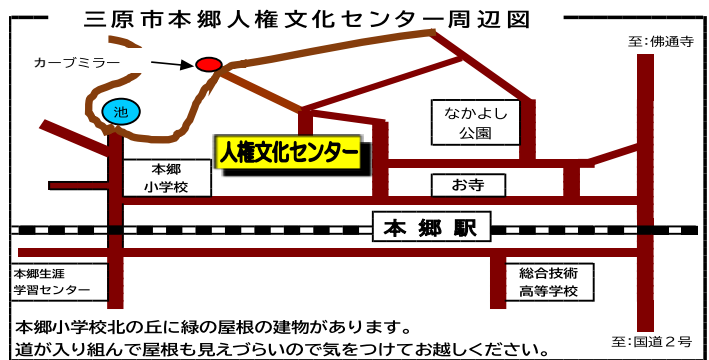 三原市本郷人権文化センター周辺図
至:佛通寺
カーブミラー
池
なかよし
公園
人権文化センター
本郷
小学校
お寺
本郷駅
本郷生涯
学習センター
総合技術
高等学校
本郷小学校北の丘に緑の屋根の建物があります。
至:国道２号
道が入り組んで屋根も見えづらいので気をつけてお越しください。